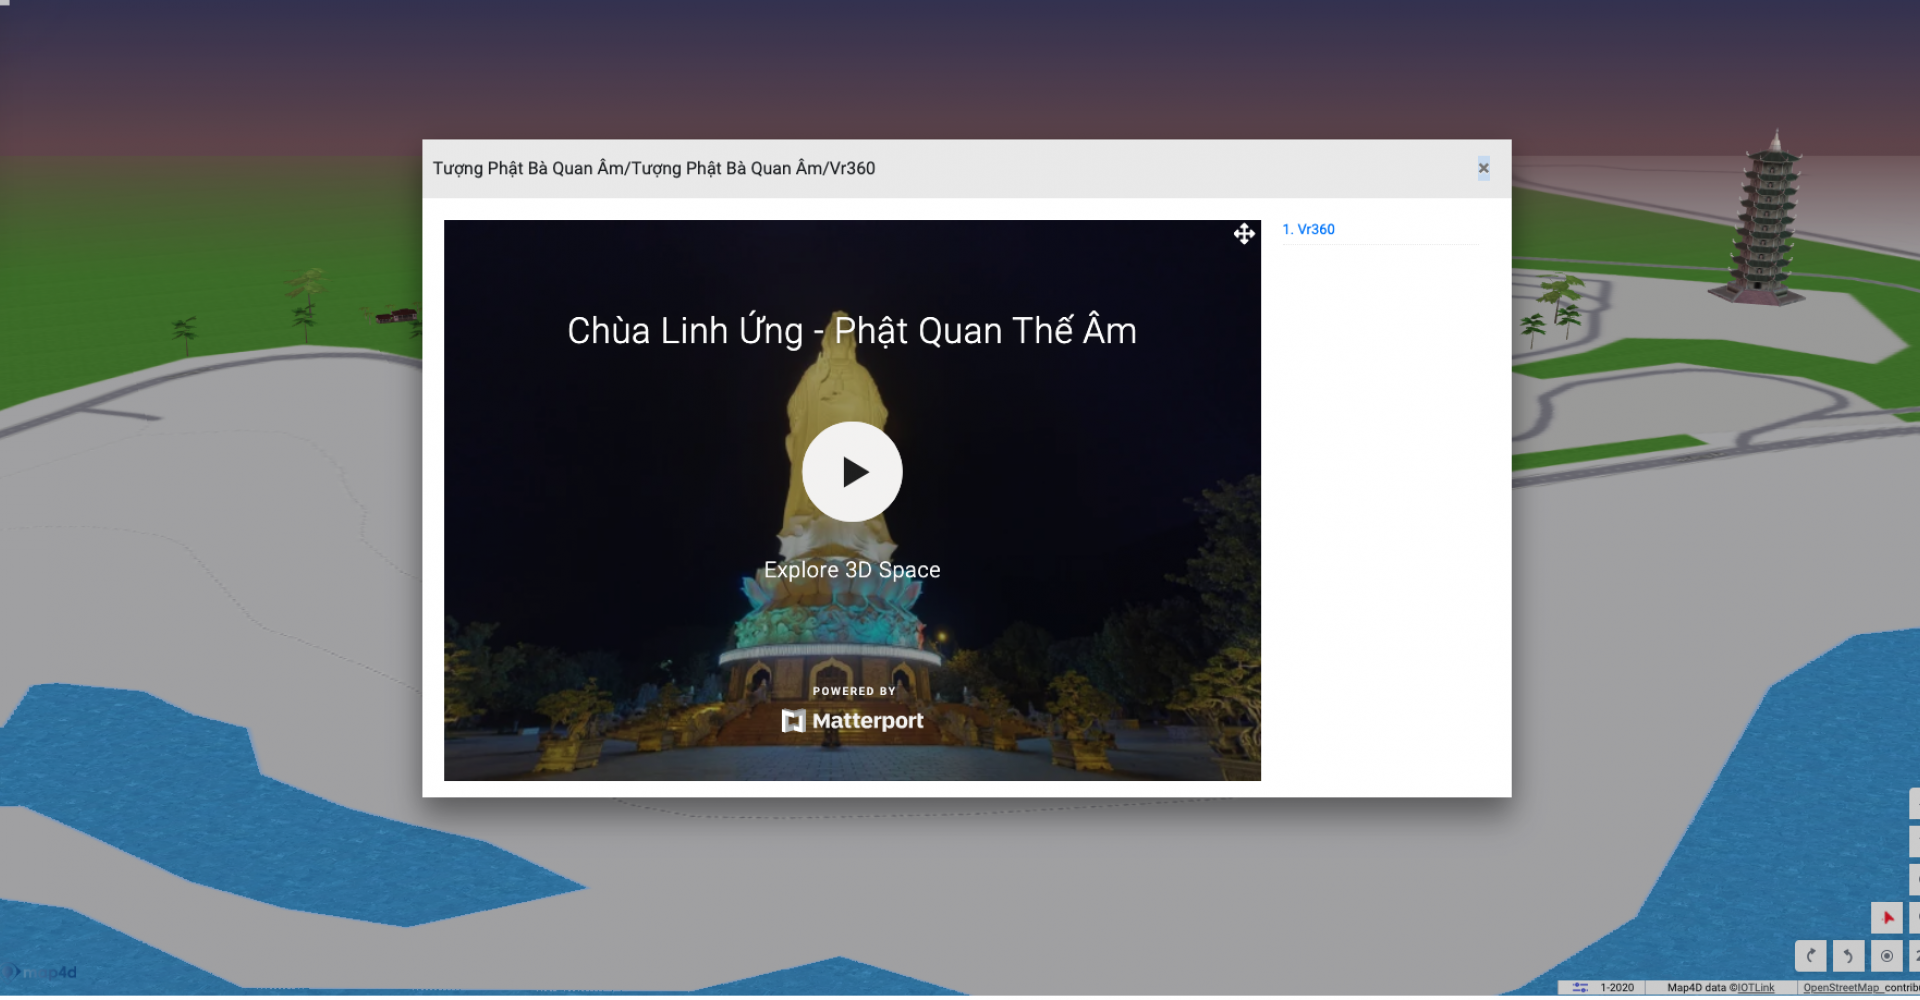 Tượng Phật Bà Quan Âm/Tượng Phật Bà Quan Âm/Vr360
×
1. Vr360
Chùa Linh Ứng - Phật Quan Thế Âm
Explore 3D Space
POWERED BY
Matterport
map4d
1-2020
Map4D data ©IOTLink
OpenStreetMap